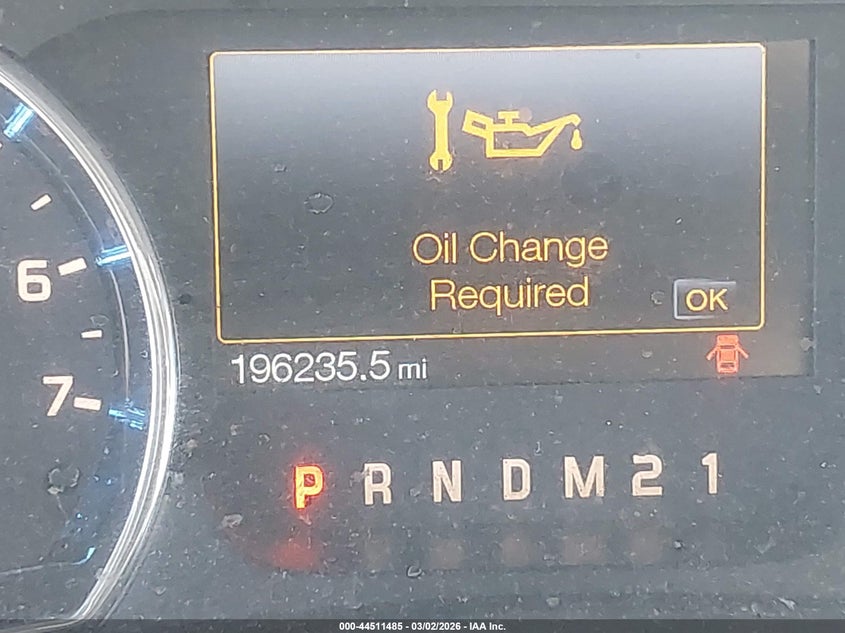 Oil Change
Required
OK
196235.5 mi
6
7
P R N D M 2 1
000-44511485 - 03/02/2026 - IAA Inc.